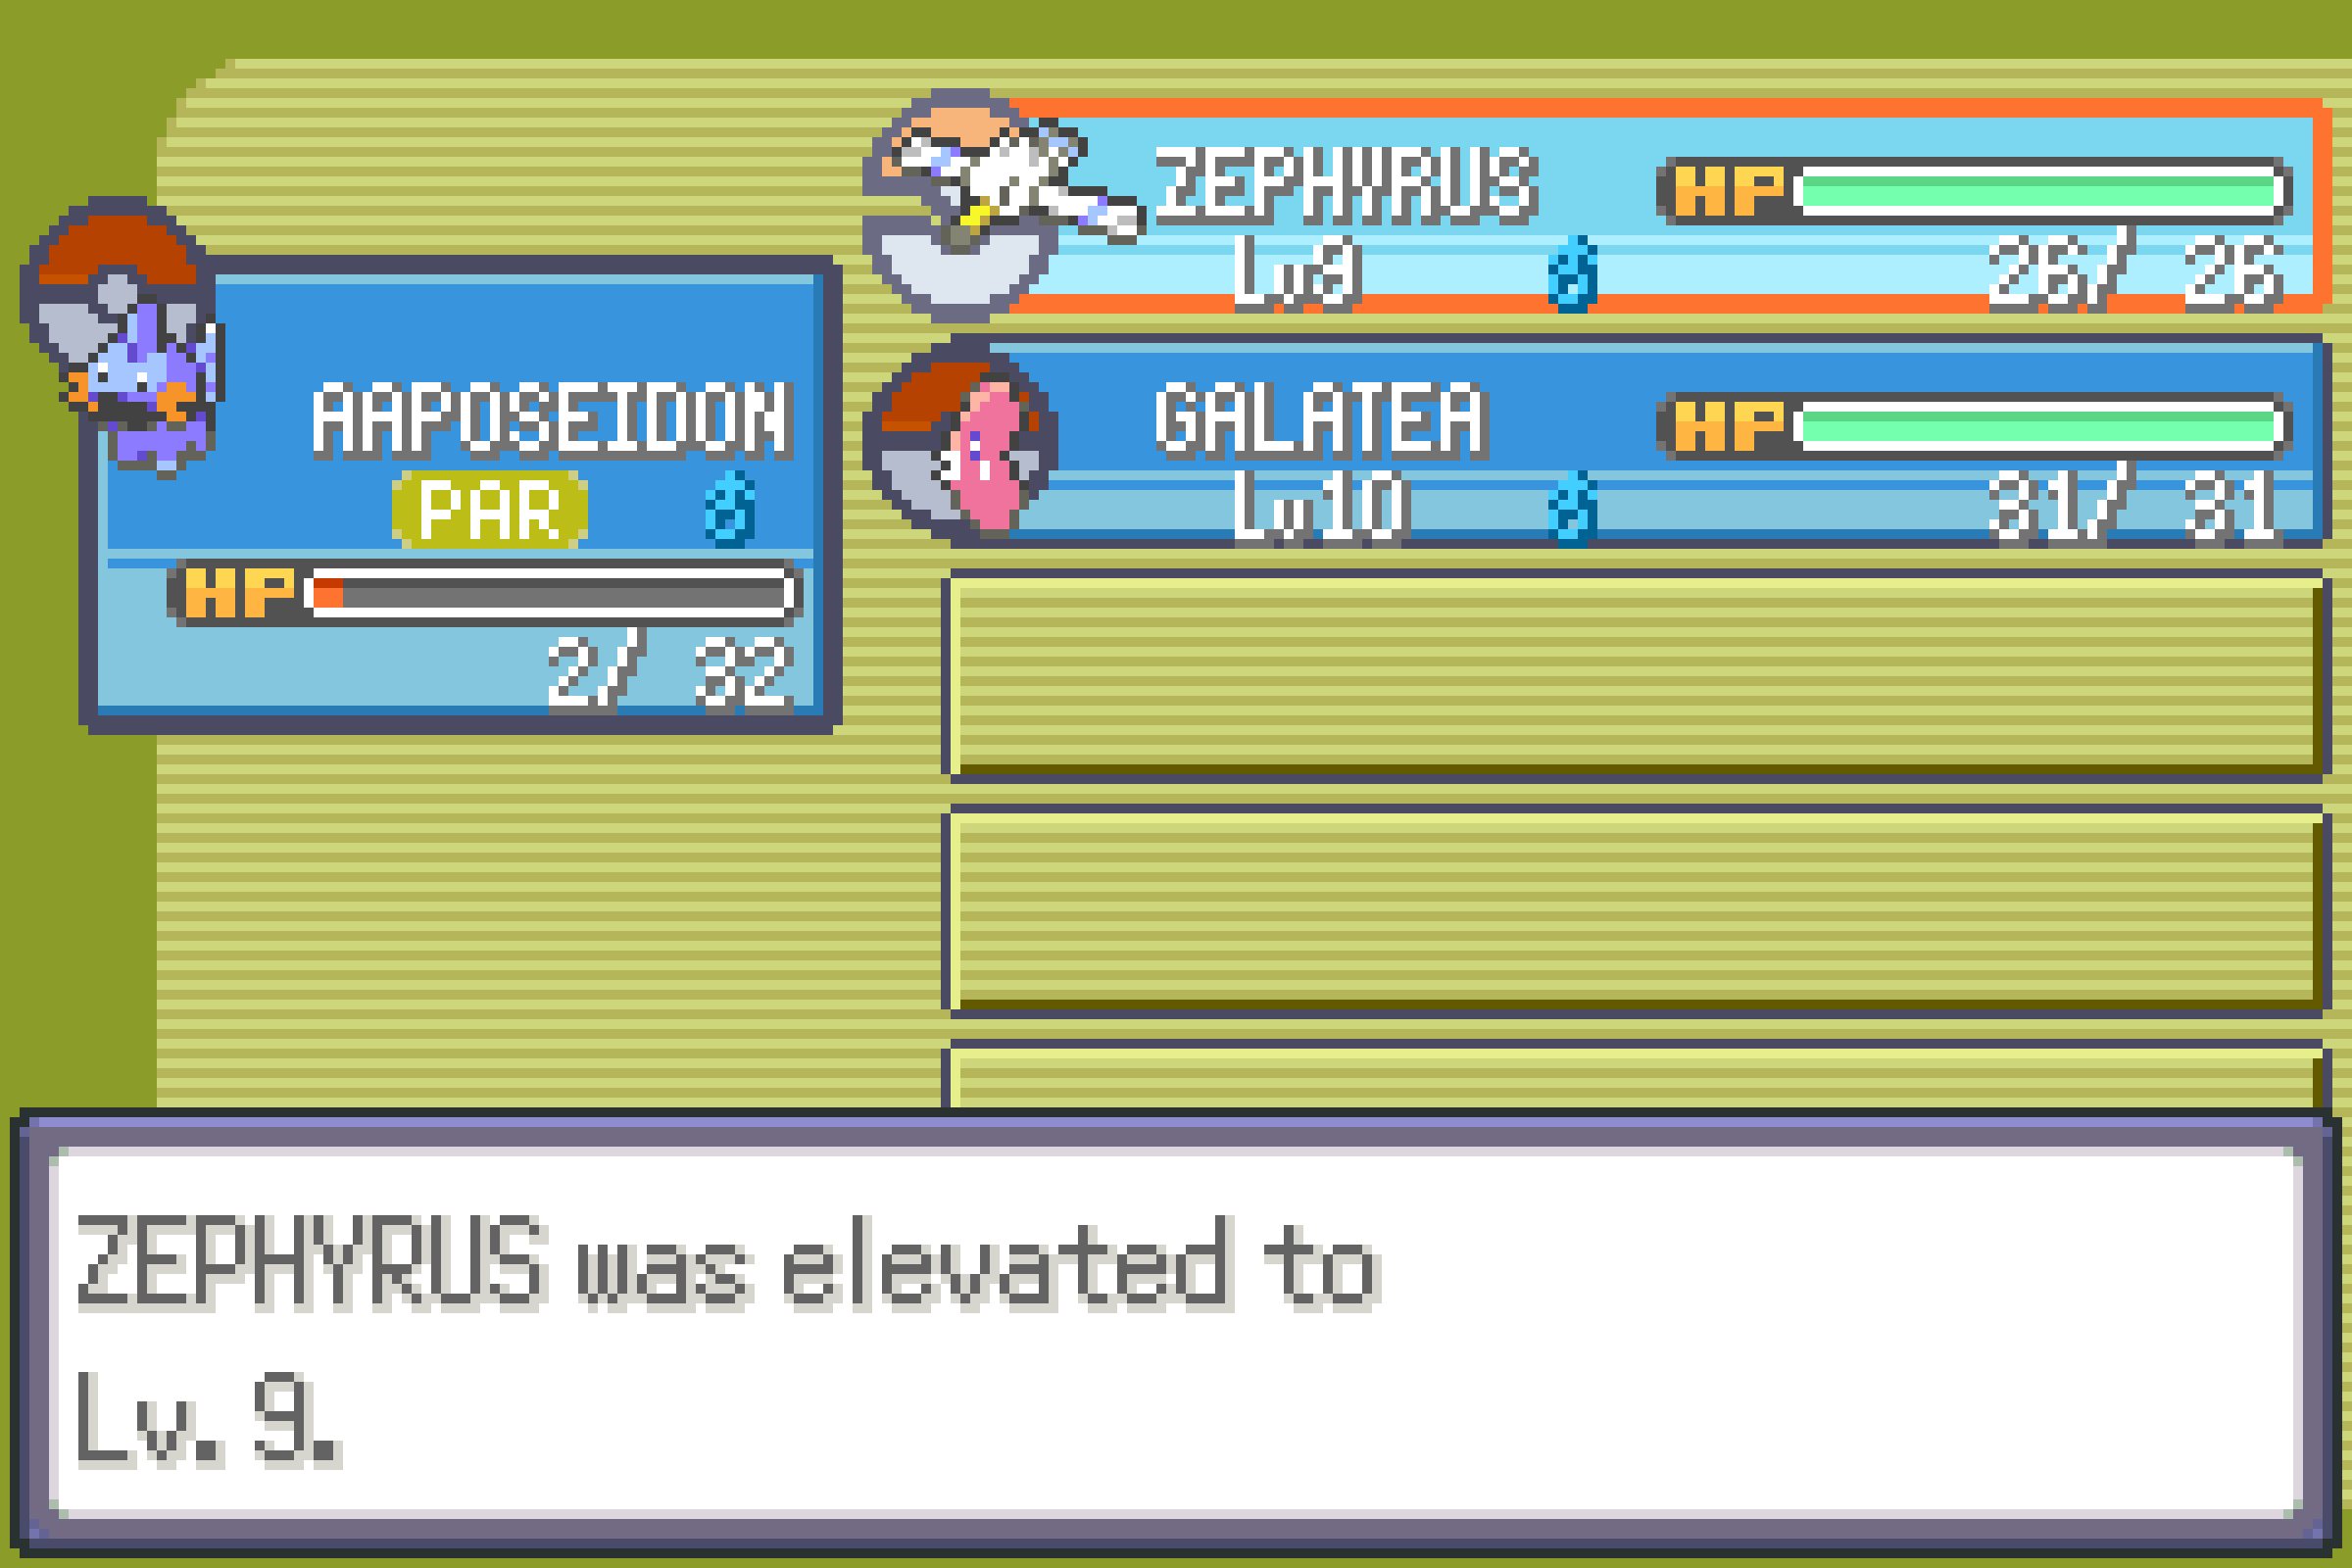 AAPOSEIDON
PAR
HP
2/ 32
ZEPHYRUS
HP
Lv9
26/ 26
GALATEA
HP
Lv10
31/ 31
ZEPHYRUS was elevated to
Lv. 9.